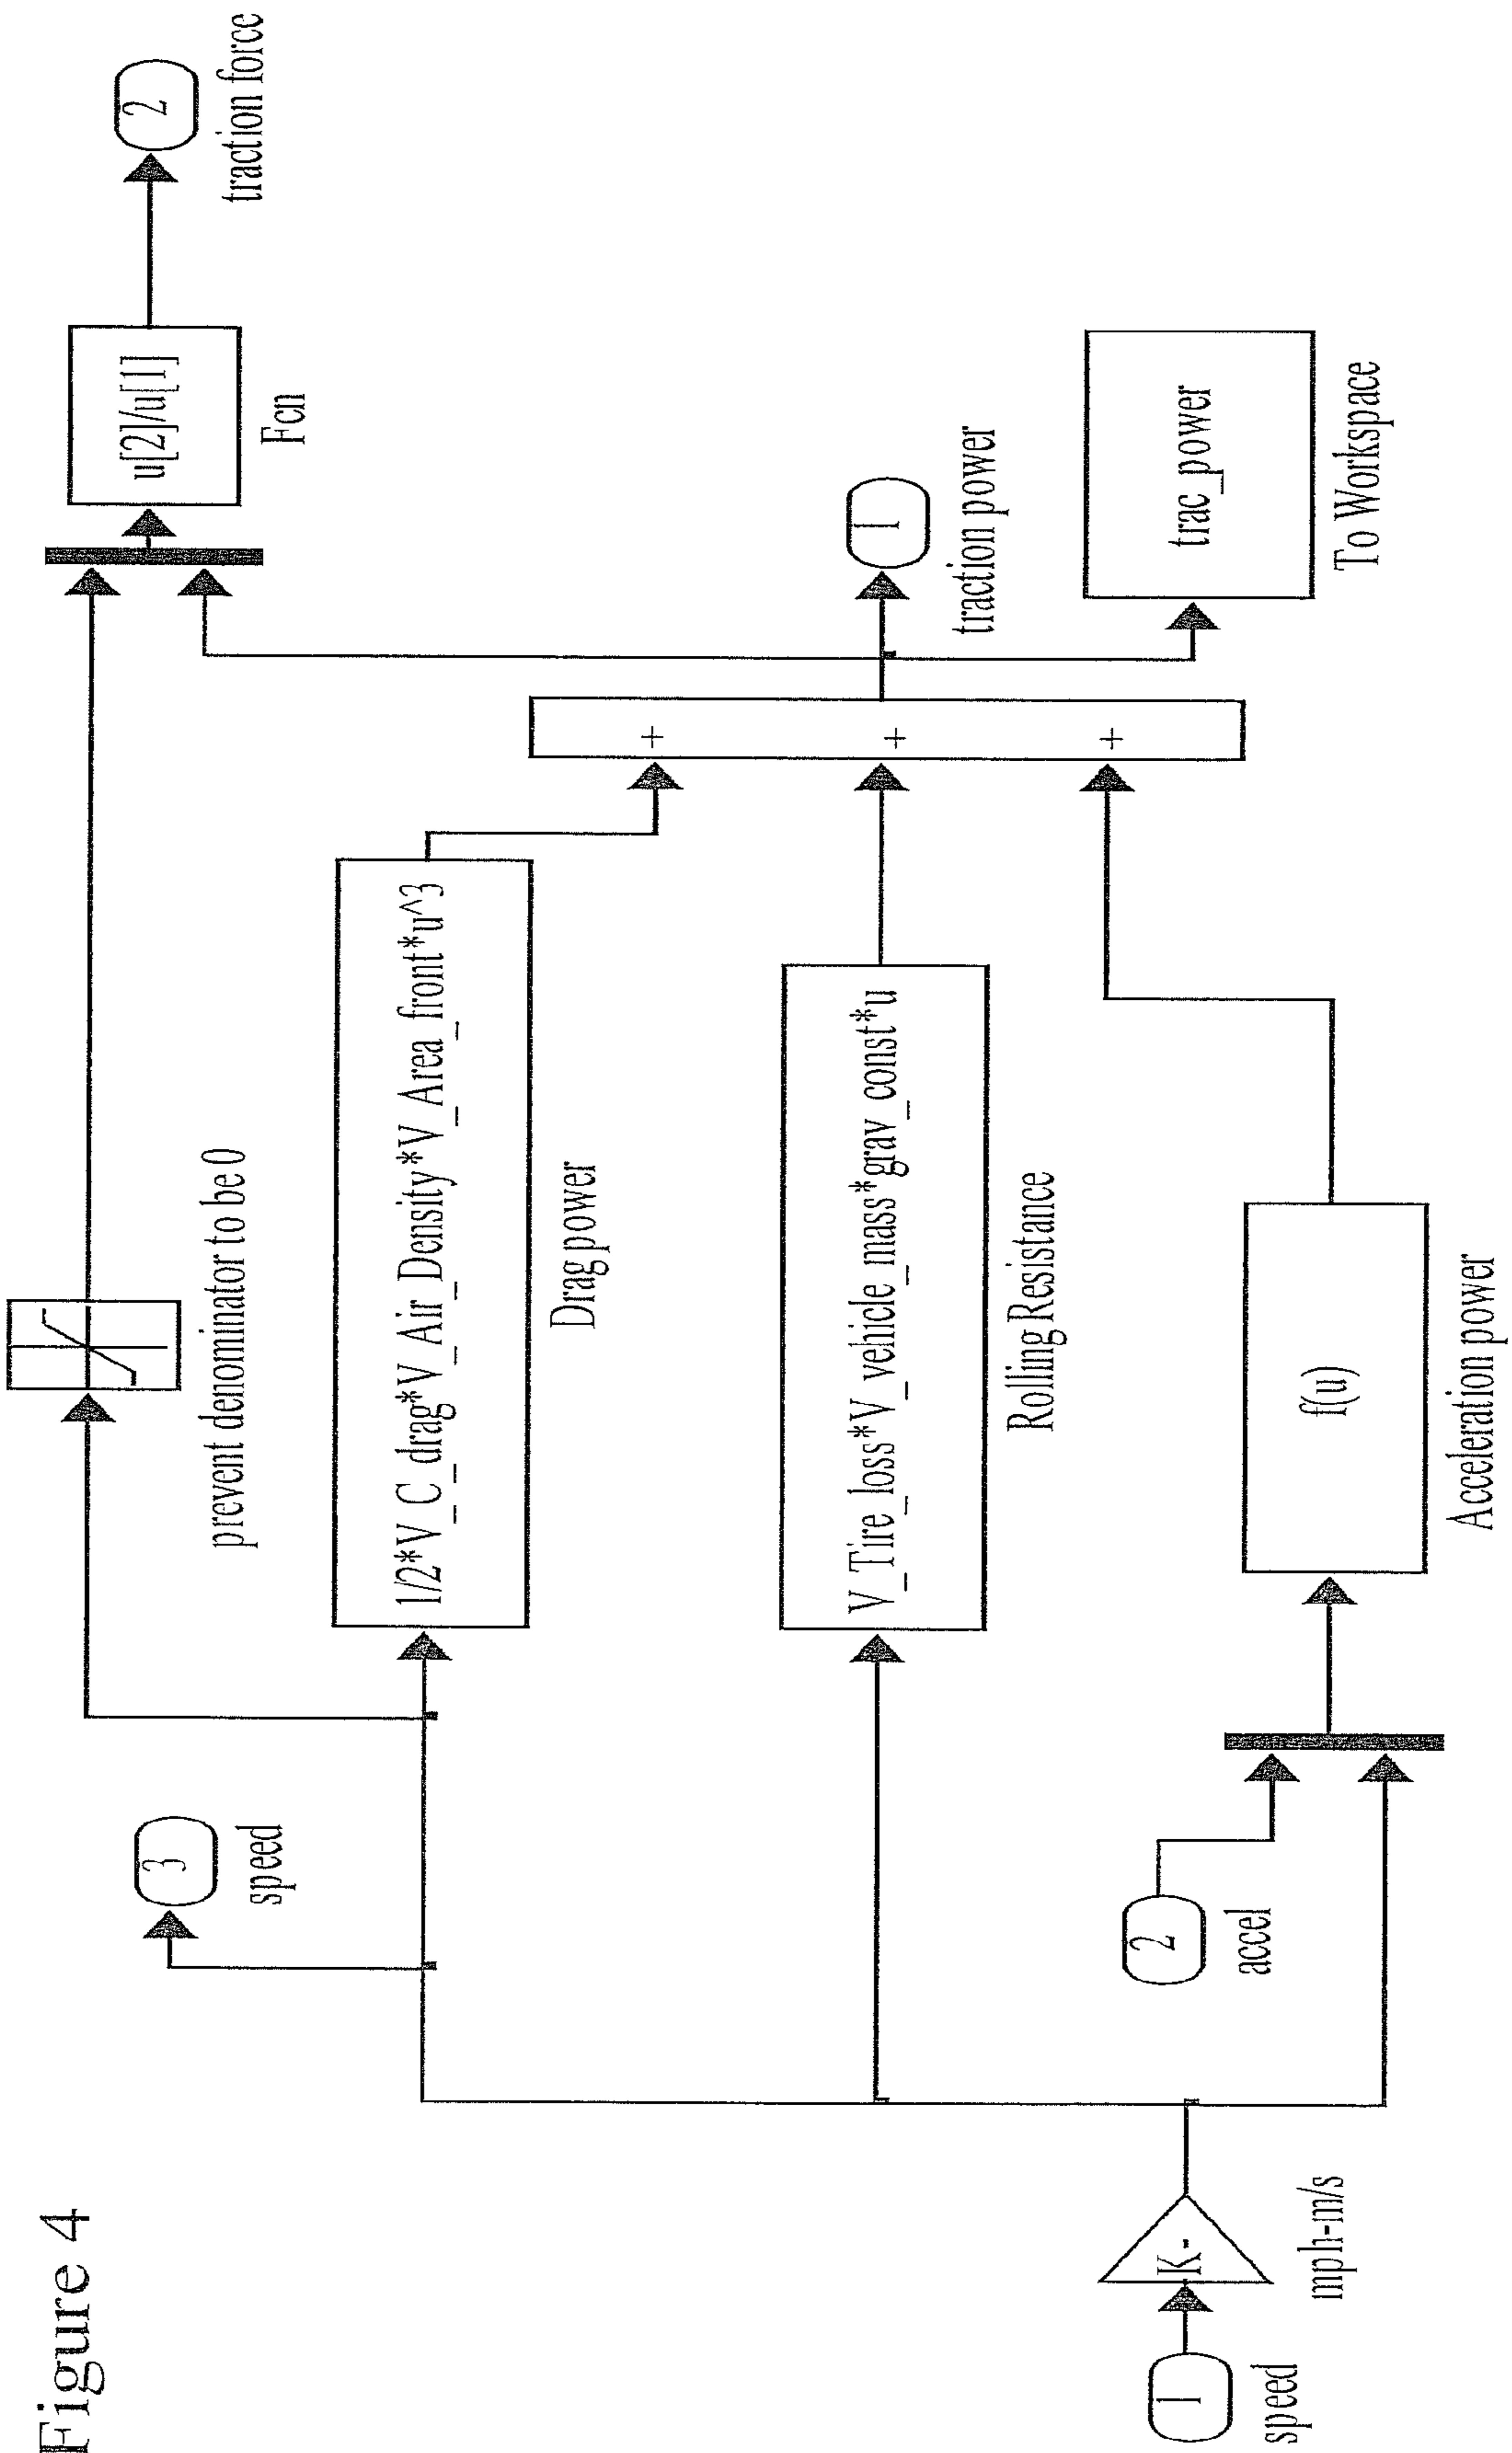 Figure 4
1
speed
K-
mph-m/s
3
speed
2
accel
prevent denominator to be 0
1/2*V_C_drag*V_Air_Density*V_Area_front*u^3
Drag power
V_Tire_loss*V_vehicle_mass*grav_const*u
Rolling Resistance
f(u)
Acceleration power
+
+
+
u[2]/u[1]
Fcn
2
traction force
1
traction power
trac_power
To Workspace